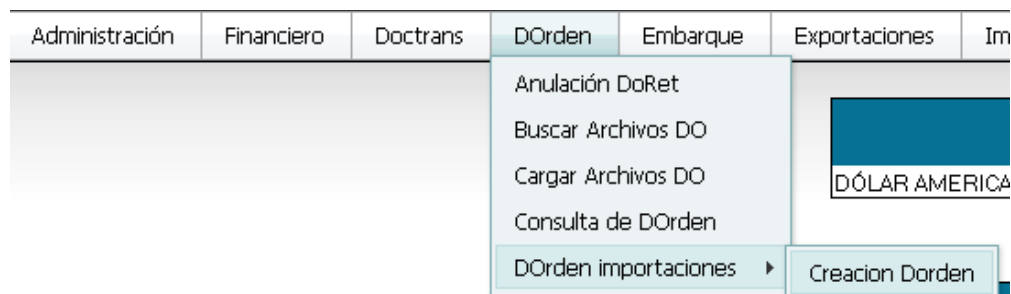 Administración Financiero Doctrans DOrden Embarque Exportaciones Im
Anulación DoRet
Buscar Archivos DO
Cargar Archivos DO
DÓLAR AMERICA
Consulta de DOrden
DOrden importaciones Creacion Dorden